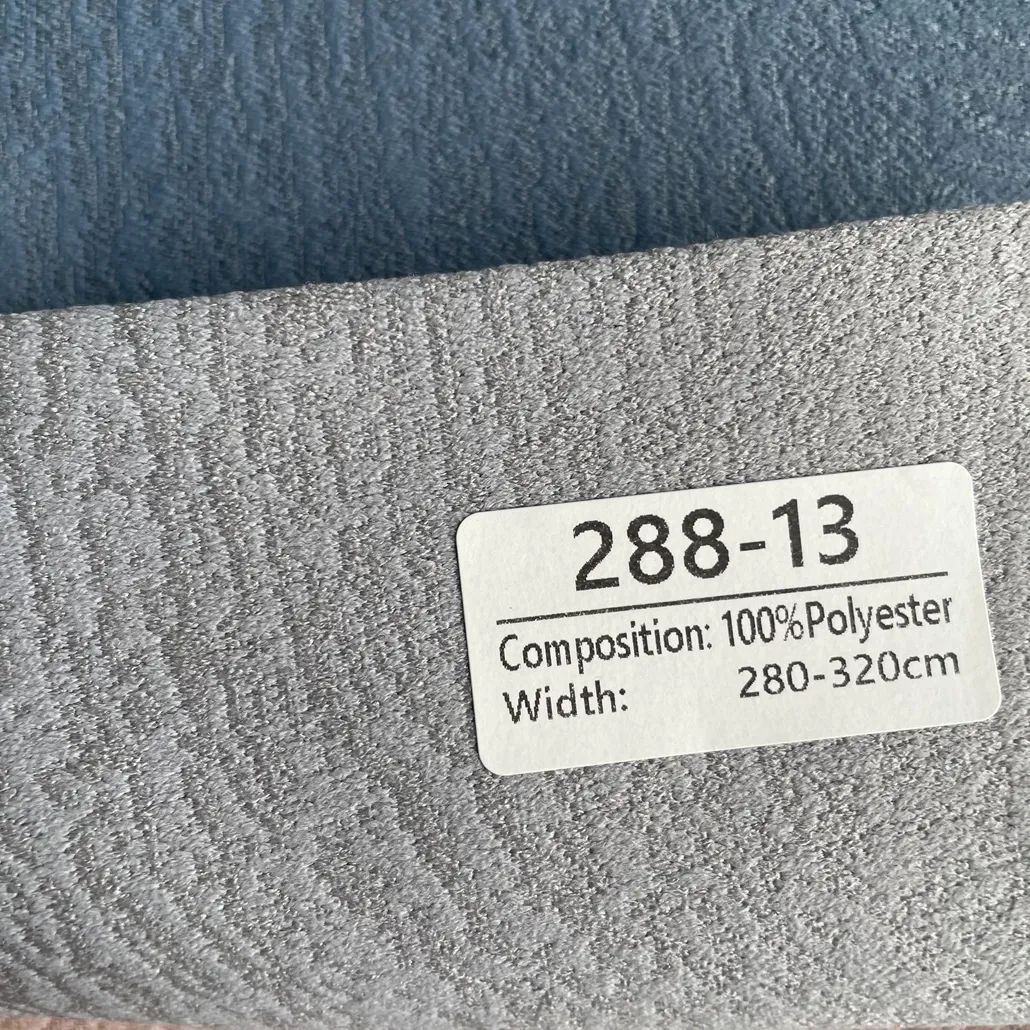 288-13
Composition: 100%Polyester
Width: 280-320cm